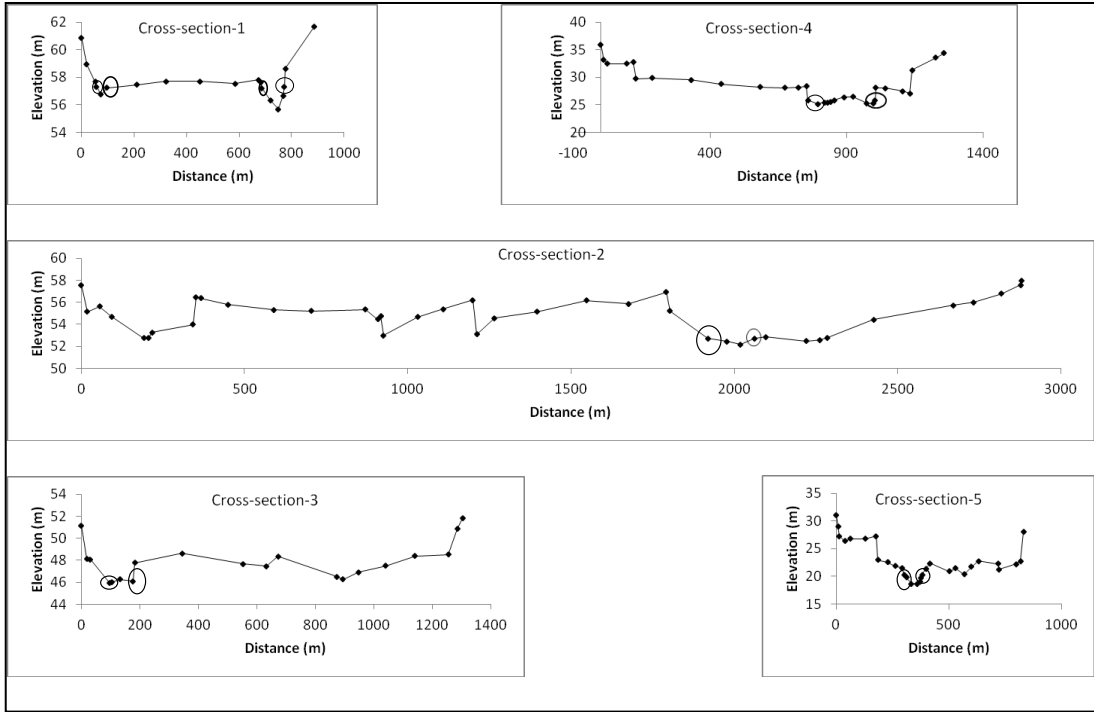 Cross-section-1
Elevation (m)
62
60
58
56
54
0 200 400 600 800 1000
Distance (m)
Cross-section-4
Elevation (m)
40
35
30
25
20
-100 400 900 1400
Distance (m)
Cross-section-2
Elevation (m)
60
58
56
54
52
50
0 500 1000 1500 2000 2500 3000
Distance (m)
Cross-section-3
Elevation (m)
54
52
50
48
46
44
0 200 400 600 800 1000 1200 1400
Distance (m)
Cross-section-5
Elevation (m)
35
30
25
20
15
0 500 1000
Distance (m)